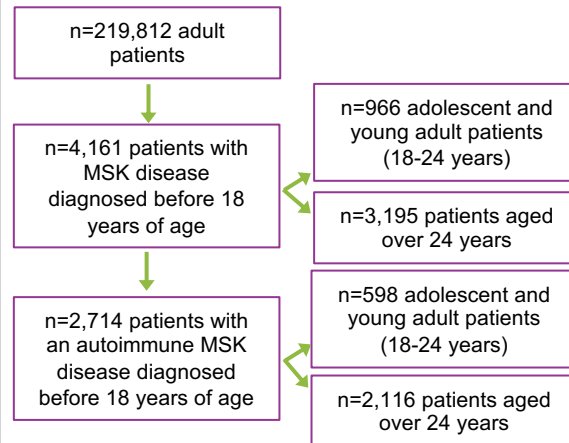 n=219,812 adult
patients
n=4,161 patients with
MSK disease
diagnosed before 18
years of age
n=966 adolescent and
young adult patients
(18-24 years)
n=3,195 patients aged
over 24 years
n=2,714 patients with
an autoimmune MSK
disease diagnosed
before 18 years of age
n=598 adolescent and
young adult patients
(18-24 years)
n=2,116 patients aged
over 24 years